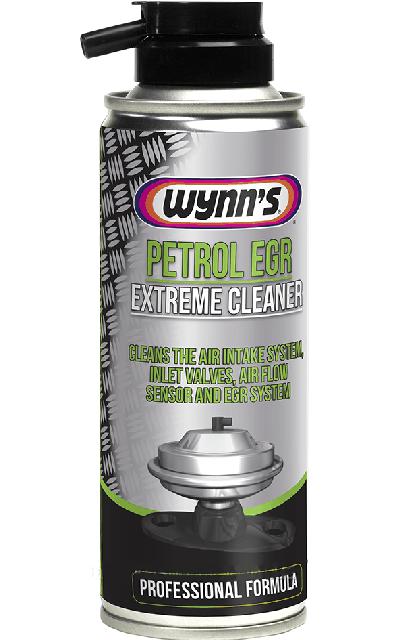 WYNN'S
PETROL EGR
EXTREME CLEANER
CLEANS THE AIR INTAKE SYSTEM,
INLET VALVES, AIR FLOW
SENSOR AND EGR SYSTEM
PROFESSIONAL FORMULA